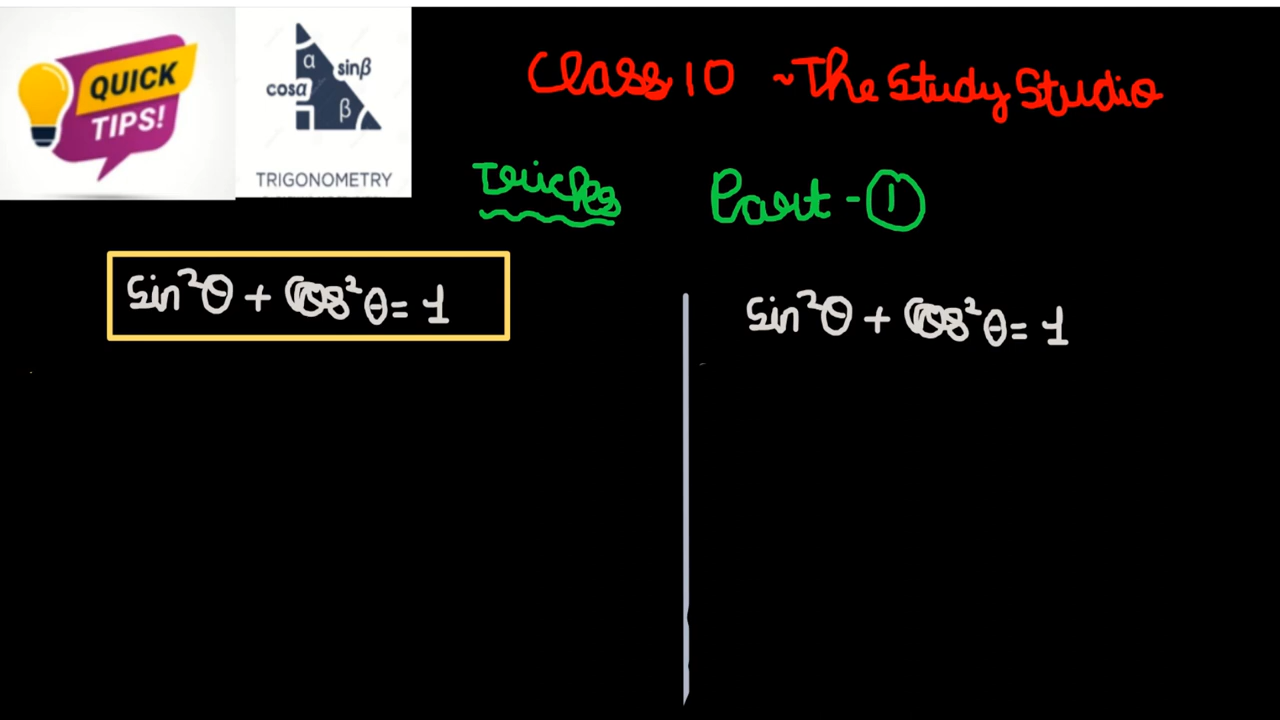 QUICK
TIPS!
α
sinβ
cosα
β
TRIGONOMETRY
Class 10 ~The Study Studio
Tricks Part - 1
sin²θ + cos²θ = 1
sin²θ + cos²θ = 1